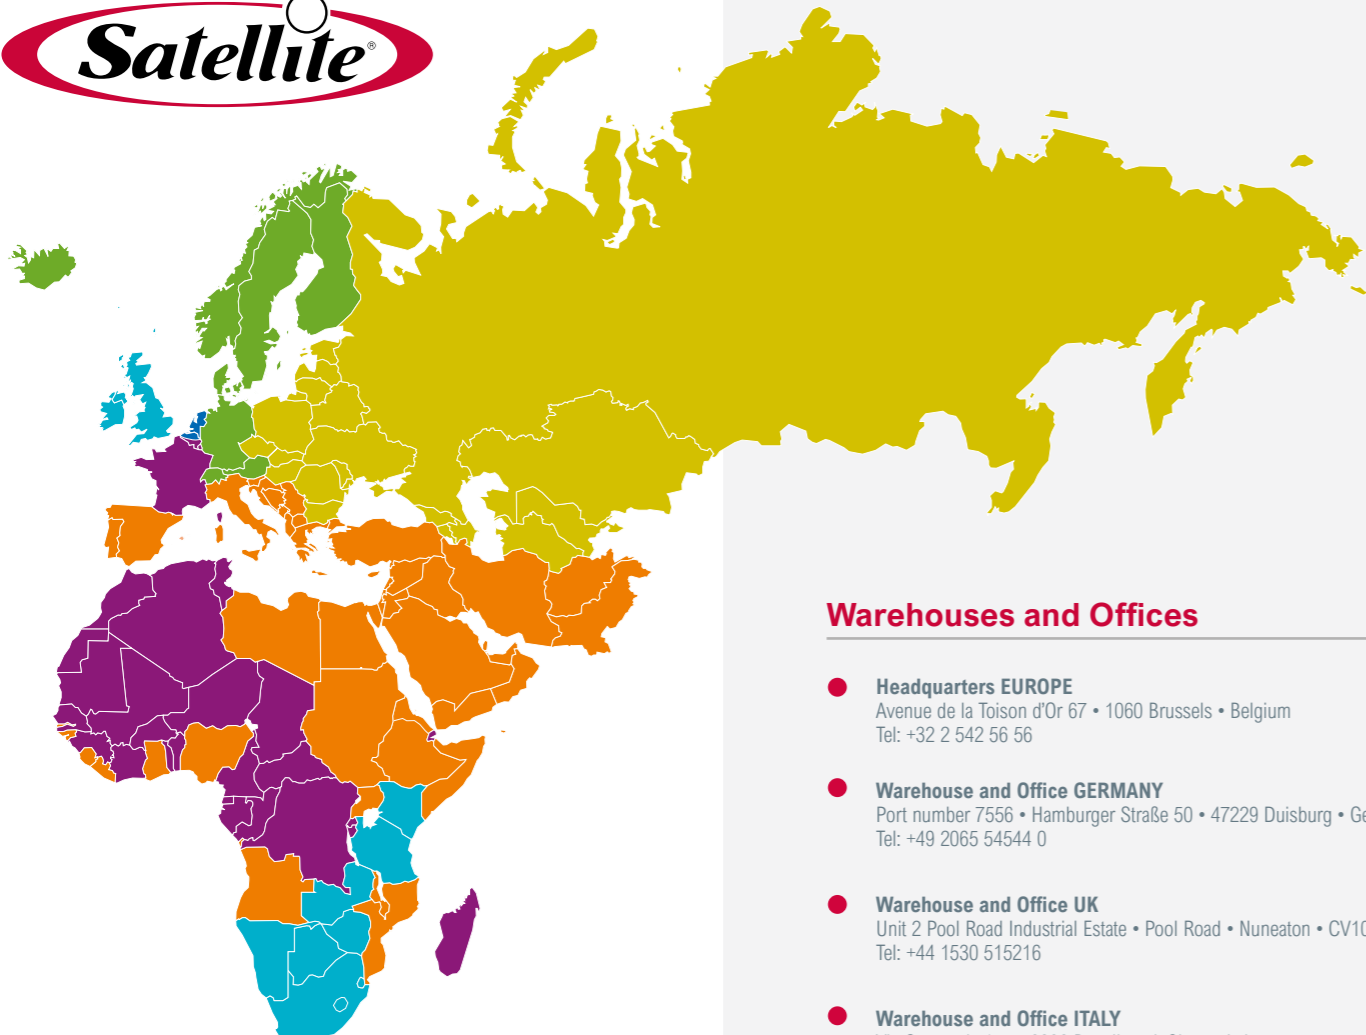 Satellite®
Warehouses and Offices
Headquarters EUROPE
Avenue de la Toison d'Or 67 • 1060 Brussels • Belgium
Tel: +32 2 542 56 56
Warehouse and Office GERMANY
Port number 7556 • Hamburger Straße 50 • 47229 Duisburg • Ge
Tel: +49 2065 54544 0
Warehouse and Office UK
Unit 2 Pool Road Industrial Estate • Pool Road • Nuneaton • CV10
Tel: +44 1530 515216
Warehouse and Office ITALY